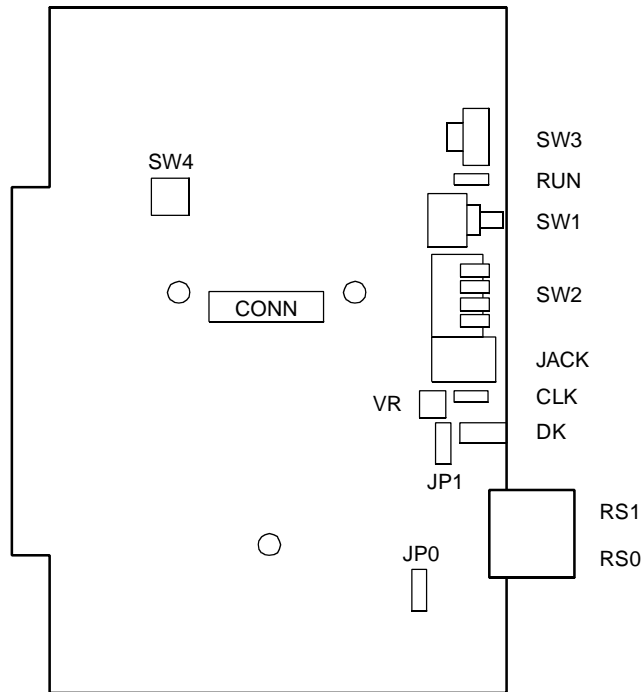 SW3
SW4
RUN
SW1
SW2
CONN
JACK
CLK
VR
DK
JP1
RS1
JP0
RS0